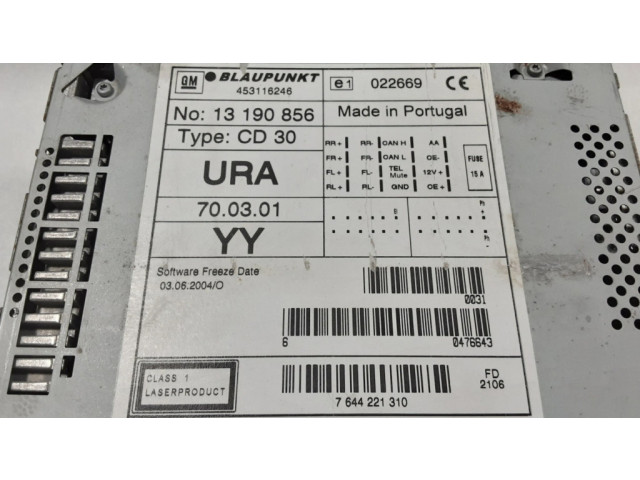 GM BLAUPUNKT e1 022669 CE
453116246
No: 13 190 856 Made in Portugal
Type: CD 30
RR+ RR- CAN H AA
FR+ FR- CAN L OE-
FL+ FL- TEL Mute 12V+
RL+ RL- GND OE+
FUSE
15 A
URA
70.03.01
YY
Software Freeze Date
03.06.2004/O
0031
6 0476643
CLASS 1
LASERPRODUCT
7 644 221 310
FD
2106